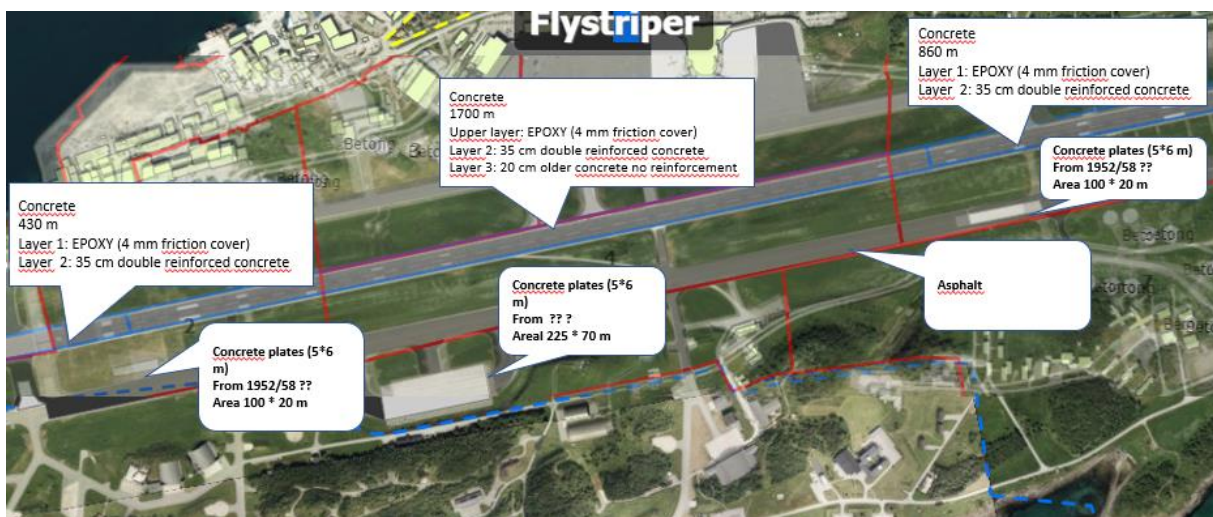 Flystriper
Concrete
860 m
Layer 1: EPOXY (4 mm friction cover)
Layer 2: 35 cm double reinforced concrete
Concrete
1700 m
Upper layer: EPOXY (4 mm friction cover)
Layer 2: 35 cm double reinforced concrete
Layer 3: 20 cm older concrete no reinforcement
Concrete plates (5*6 m)
From 1952/58 ??
Area 100 * 20 m
Concrete
430 m
Layer 1: EPOXY (4 mm friction cover)
Layer 2: 35 cm double reinforced concrete
Concrete plates (5*6
m)
From ?? ?
Areal 225 * 70 m
Asphalt
Concrete plates (5*6
m)
From 1952/58 ??
Area 100 * 20 m
Betong